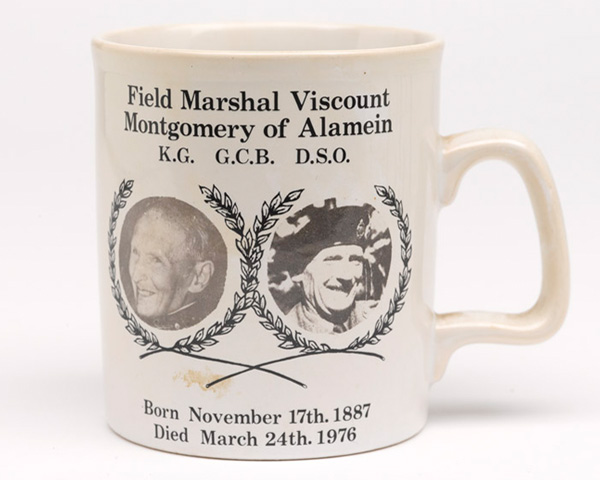 Field Marshal Viscount
Montgomery of Alamein
K.G. G.C.B. D.S.O.
Born November 17th. 1887
Died March 24th. 1976